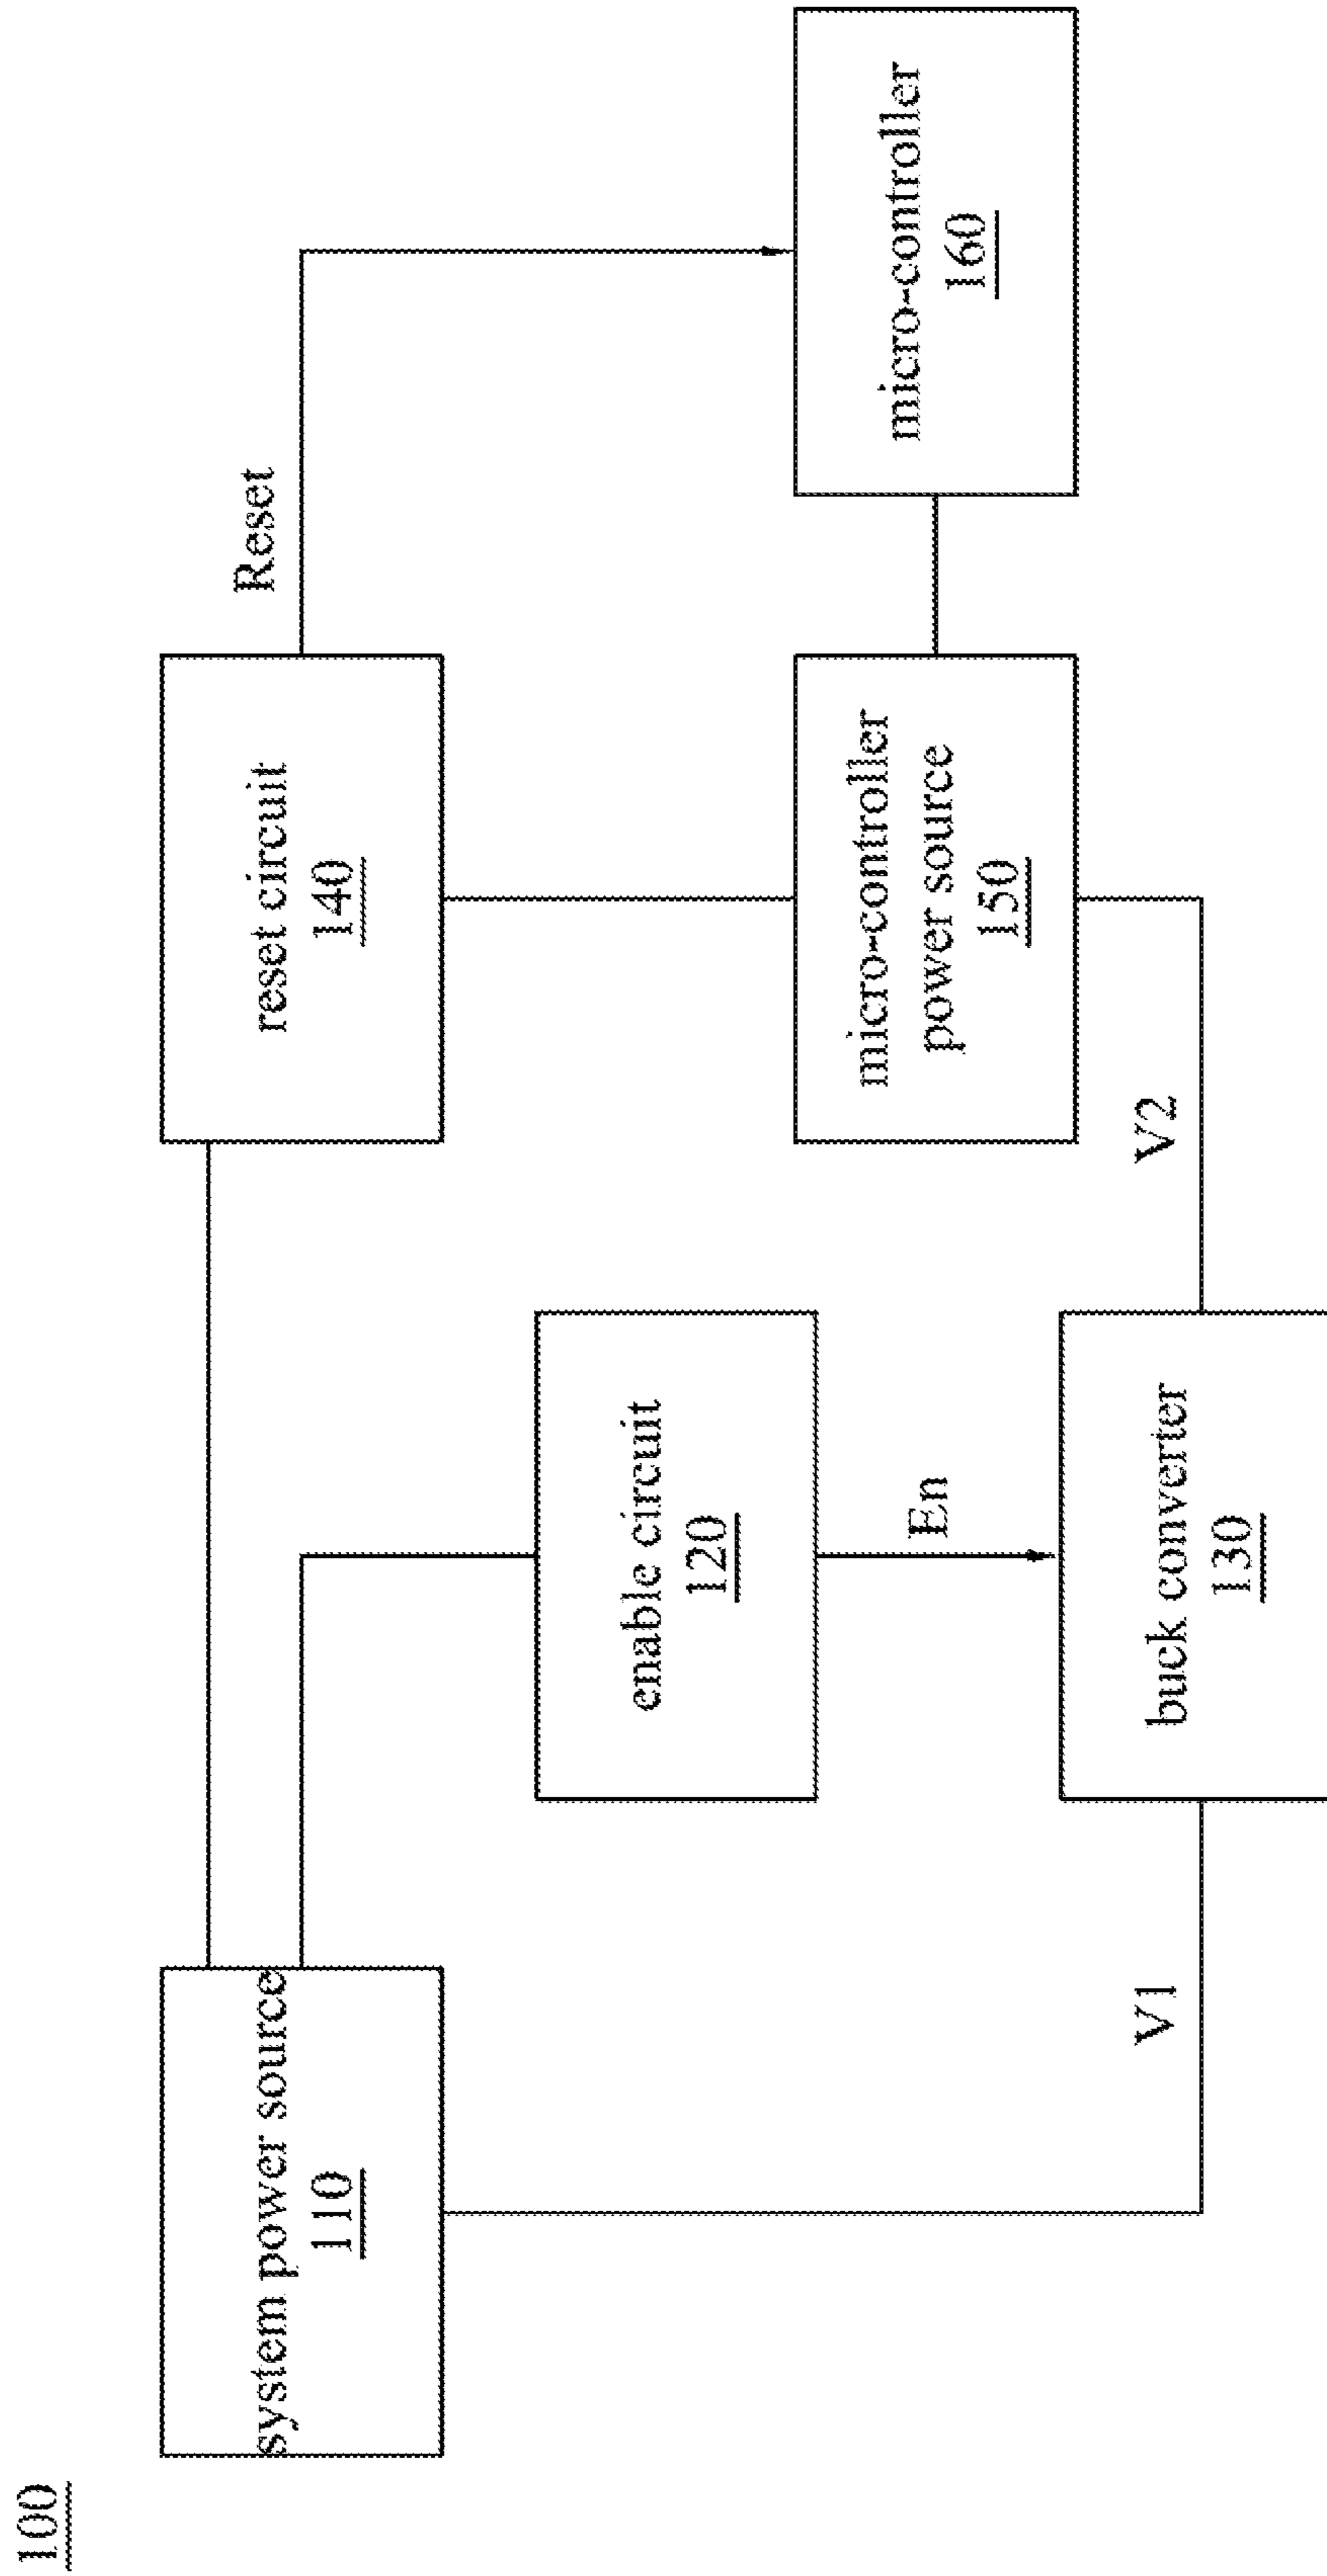 100
system power source
110
reset circuit
140
Reset
enable circuit
120
En
micro-controller
power source
150
micro-controller
160
V1
buck converter
130
V2